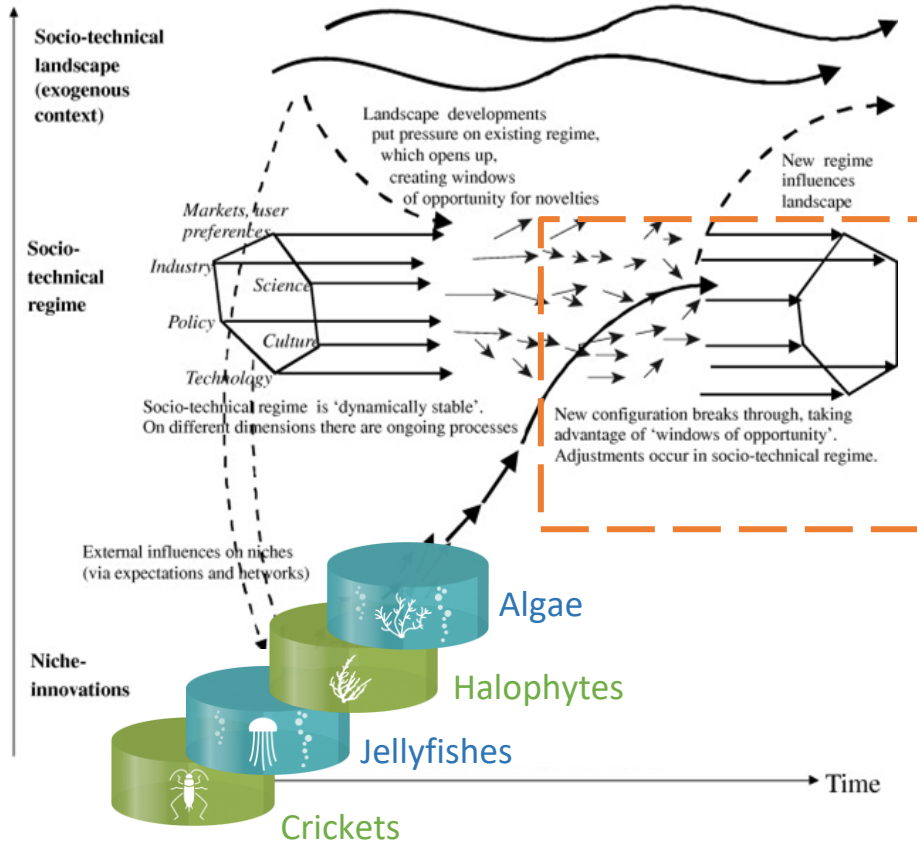 Socio-technical
landscape
(exogenous
context)
Landscape developments
put pressure on existing regime,
which opens up,
creating windows
of opportunity for novelties
New regime
influences
landscape
Markets, user
preferences
Industry
Science
Policy
Culture
Technology
Socio-
technical
regime
Socio-technical regime is ‘dynamically stable’.
On different dimensions there are ongoing processes
New configuration breaks through, taking
advantage of ‘windows of opportunity’.
Adjustments occur in socio-technical regime.
External influences on niches
(via expectations and networks)
Niche-
innovations
Algae
Halophytes
Jellyfishes
Crickets
Time